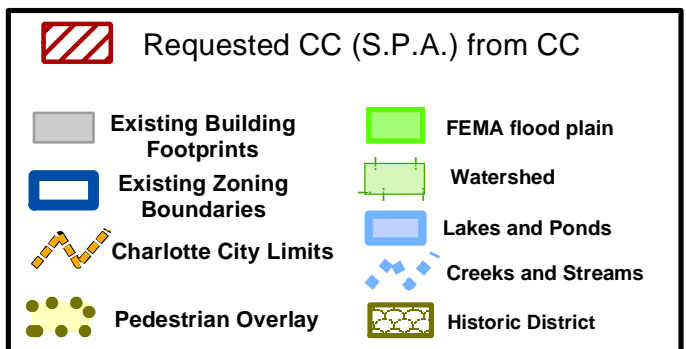 Requested CC (S.P.A.) from CC
Existing Building
Footprints
Existing Zoning
Boundaries
Charlotte City Limits
Pedestrian Overlay
FEMA flood plain
Watershed
Lakes and Ponds
Creeks and Streams
Historic District